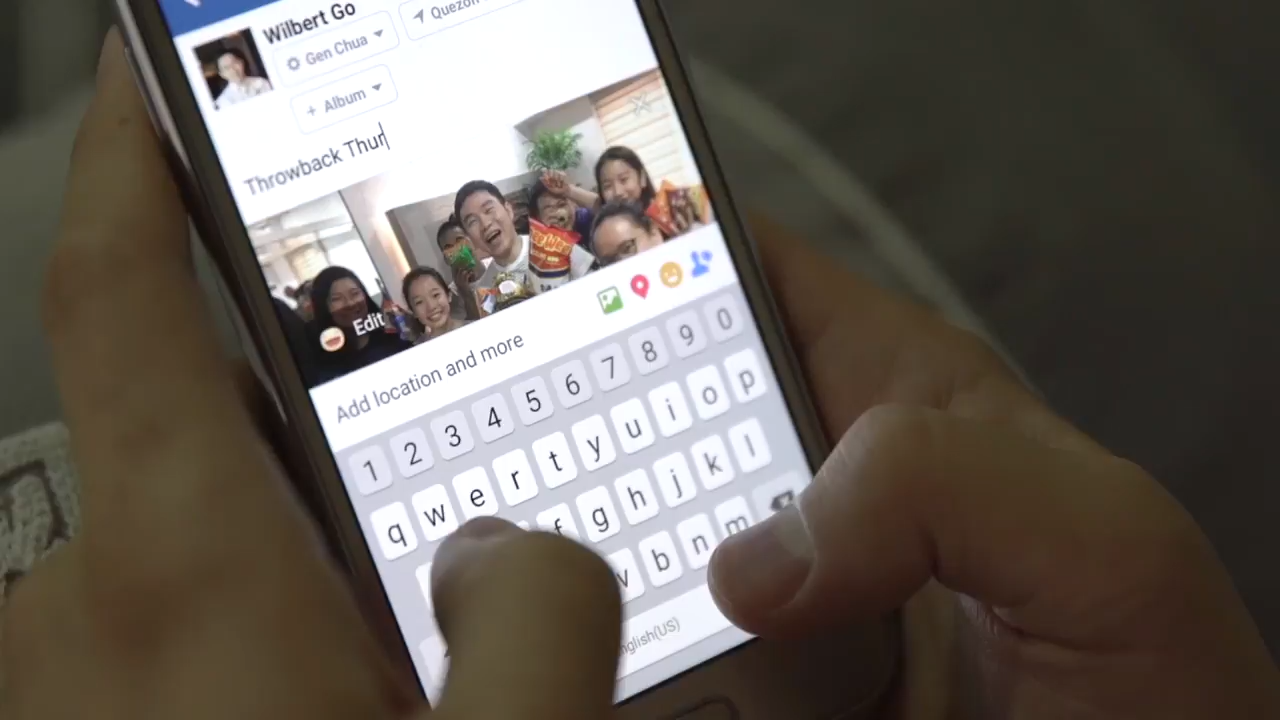 Wilbert Go
Gen Chua
Quezon
+ Album
Throwback Thur
Edit
Add location and more
1 2 3 4 5 6 7 8 9 0
q w e r t y u i o p
f g h j k l
v b n m
nglish(US)